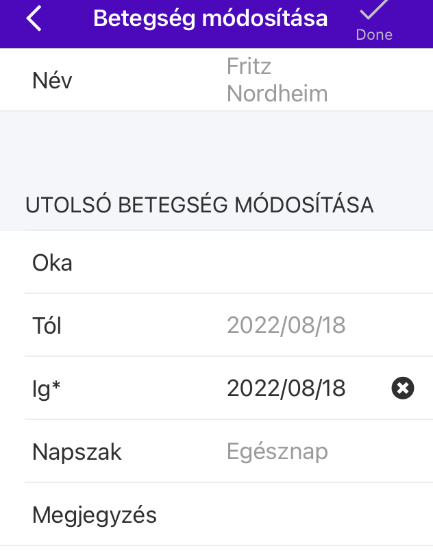 Betegség módosítása
Done
Név
Fritz
Nordheim
UTOLSÓ BETEGSÉG MÓDOSÍTÁSA
Oka
Tól 2022/08/18
Ig* 2022/08/18
Napszak Egésznap
Megjegyzés